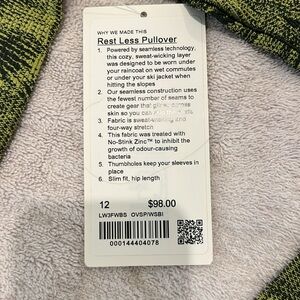 WHY WE MADE THIS
Rest Less Pullover
1. Powered by seamless technology,
this cozy, sweat-wicking layer
was designed to be worn under
your raincoat on wet commutes
or under your ski jacket when
hitting the slopes
2. Our seamless construction uses
the fewest number of seams to
create gear that
skin so you can
3. Fabric is sweat-wicking and
four-way stretch
4. This fabric was treated with
No-Stink Zinc™ to inhibit the
growth of odour-causing
bacteria
5. Thumbholes keep your sleeves in
place
6. Slim fit, hip length
12 $98.00
LW3FWBS OVSP/WSBI
000144404078